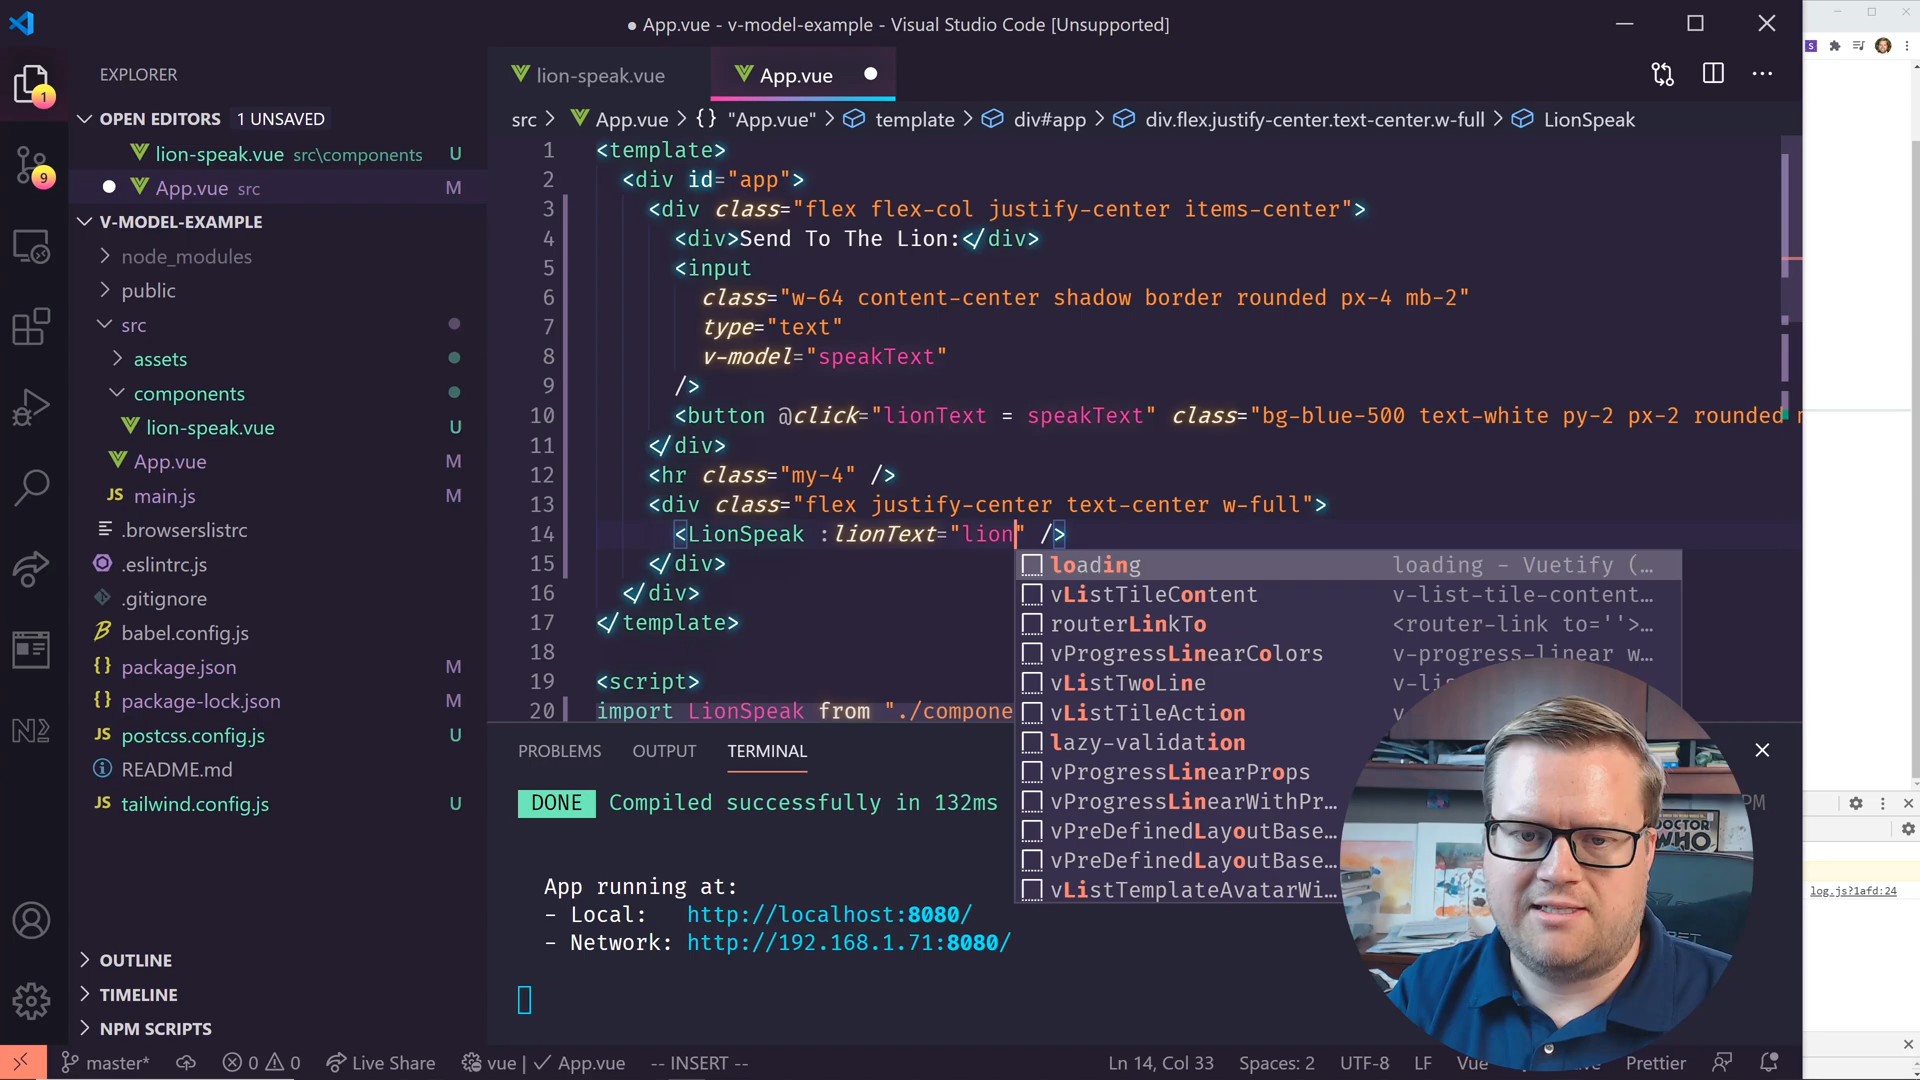 App.vue - v-model-example - Visual Studio Code [Unsupported]
EXPLORER
OPEN EDITORS 1 UNSAVED
lion-speak.vue src\components U
App.vue src M
V-MODEL-EXAMPLE
node_modules
public
src
assets
components
lion-speak.vue U
App.vue M
main.js M
.browserslistrc
.eslintrc.js
.gitignore
babel.config.js
package.json M
package-lock.json M
postcss.config.js U
README.md
tailwind.config.js U
OUTLINE
TIMELINE
NPM SCRIPTS
1
9
lion-speak.vue App.vue
src > App.vue > {} "App.vue" > template > div#app > div.flex.justify-center.text-center.w-full > LionSpeak
1 <template>
2 <div id="app">
3 <div class="flex flex-col justify-center items-center">
4 <div>Send To The Lion:</div>
5 <input
6 class="w-64 content-center shadow border rounded px-4 mb-2"
7 type="text"
8 v-model="speakText"
9 />
10 <button @click="lionText = speakText" class="bg-blue-500 text-white py-2 px-2 rounded
11 </div>
12 <hr class="my-4" />
13 <div class="flex justify-center text-center w-full">
14 <LionSpeak :lionText="lion" />
15 </div>
16 </div>
17 </template>
18
19 <script>
20 import LionSpeak from "./compone
loading loading - Vuetify (…
vListTileContent v-list-tile-content…
routerLinkTo <router-link to=''>…
vProgressLinearColors v-progress-linear w…
vListTwoLine v-lis
vListTileAction v
lazy-validation
vProgressLinearProps
vProgressLinearWithPr…
vPreDefinedLayoutBase…
vPreDefinedLayoutBase…
vListTemplateAvatarWi…
PROBLEMS OUTPUT TERMINAL
DONE Compiled successfully in 132ms
PM
App running at:
- Local: http://localhost:8080/
- Network: http://192.168.1.71:8080/
DOCTOR
WHO
log.js?1afd:24
master* 0 0 Live Share vue | App.vue -- INSERT -- Ln 14, Col 33 Spaces: 2 UTF-8 LF Vue Prettier